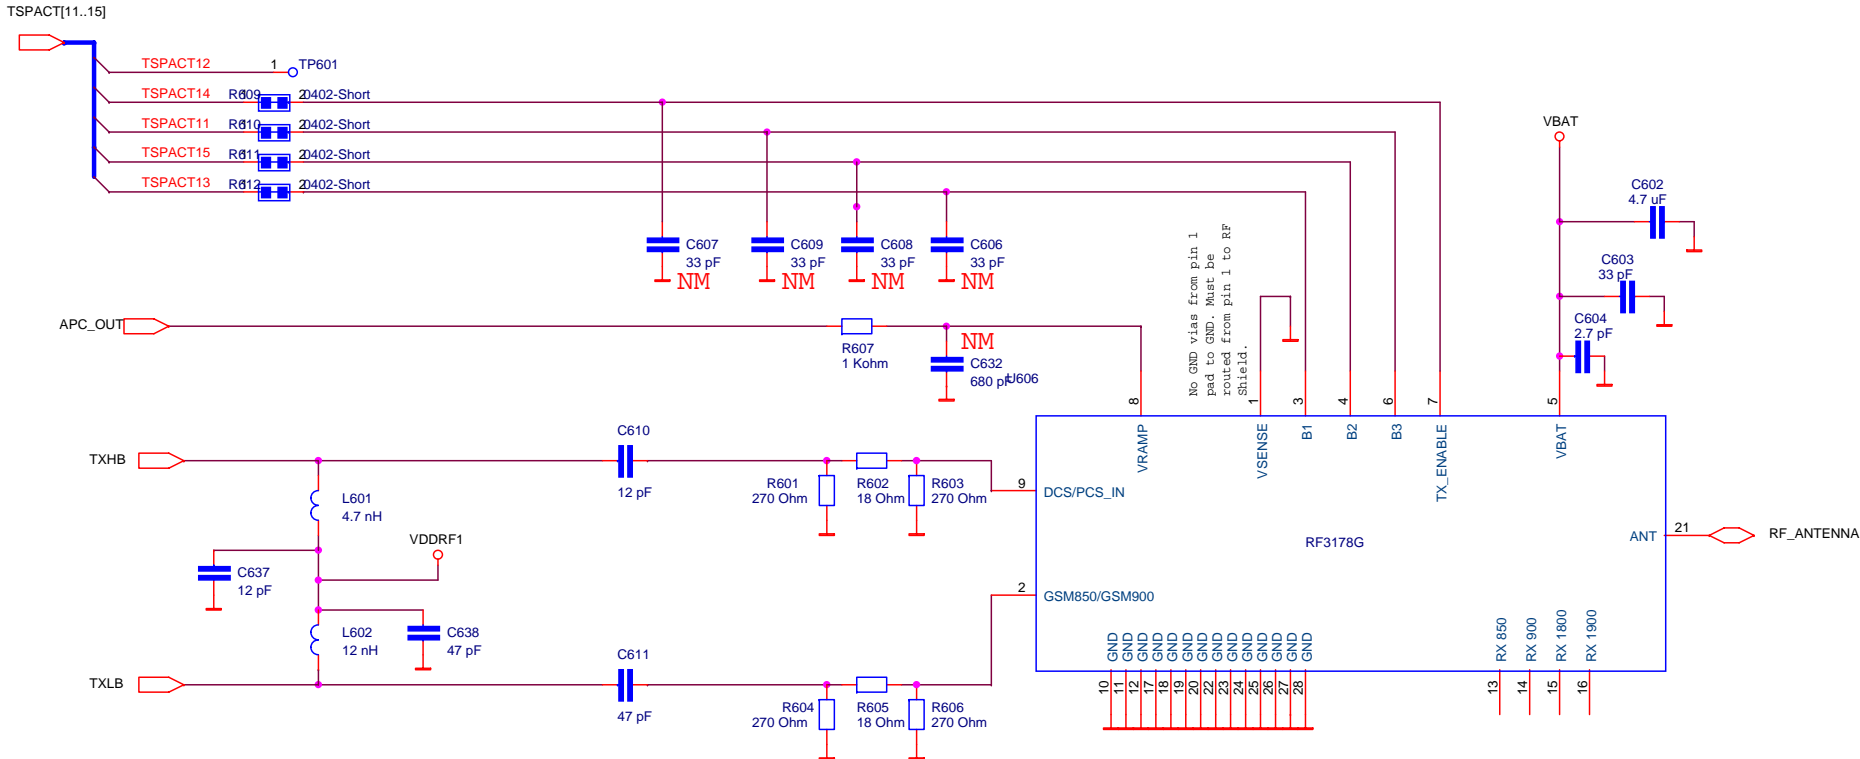 TSPACT[11..15]
TSPACT12
1
TP601
TSPACT14
R609
1
2
0402-Short
TSPACT11
R610
1
2
0402-Short
TSPACT15
R611
1
2
0402-Short
TSPACT13
R612
1
2
0402-Short
VBAT
C602
4.7 uF
C603
33 pF
C604
2.7 pF
C607
33 pF
NM
C609
33 pF
NM
C608
33 pF
NM
C606
33 pF
NM
No GND vias from pin 1
pad to GND. Must be
routed from pin 1 to RF
Shield.
APC_OUT
R607
1 Kohm
NM
C632
680 pF
U606
8
1
3
4
6
7
5
VRAMP
VSENSE
B1
B2
B3
TX_ENABLE
VBAT
TXHB
C610
12 pF
R601
270 Ohm
R602
18 Ohm
R603
270 Ohm
9
DCS/PCS_IN
L601
4.7 nH
VDDRF1
C637
12 pF
RF3178G
ANT
21
RF_ANTENNA
2
GSM850/GSM900
L602
12 nH
C638
47 pF
TXLB
C611
47 pF
R604
270 Ohm
R605
18 Ohm
R606
270 Ohm
GND
GND
GND
GND
GND
GND
GND
GND
GND
GND
GND
GND
GND
GND
10
11
12
17
18
19
20
22
23
24
25
26
27
28
RX 850
RX 900
RX 1800
RX 1900
13
14
15
16